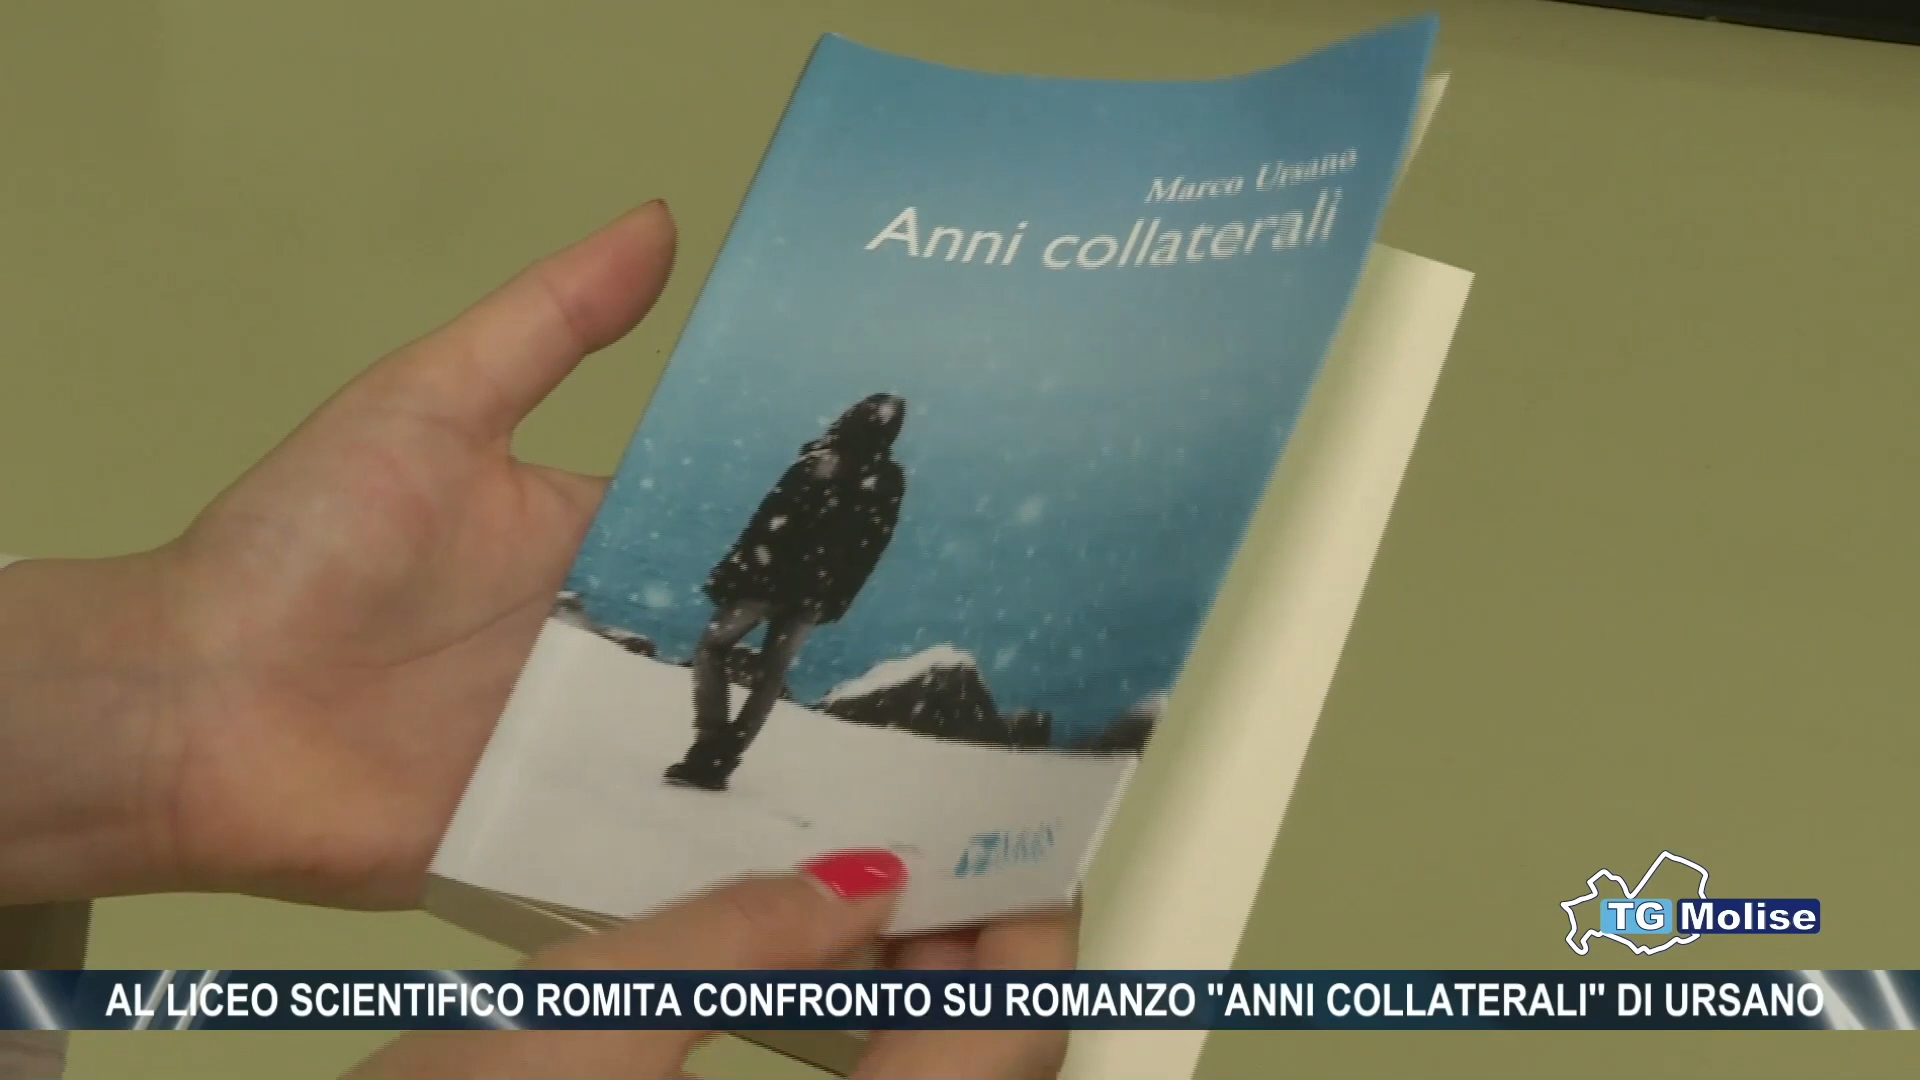 Marco Ursano
Anni collaterali
TG Molise
AL LICEO SCIENTIFICO ROMITA CONFRONTO SU ROMANZO "ANNI COLLATERALI" DI URSANO